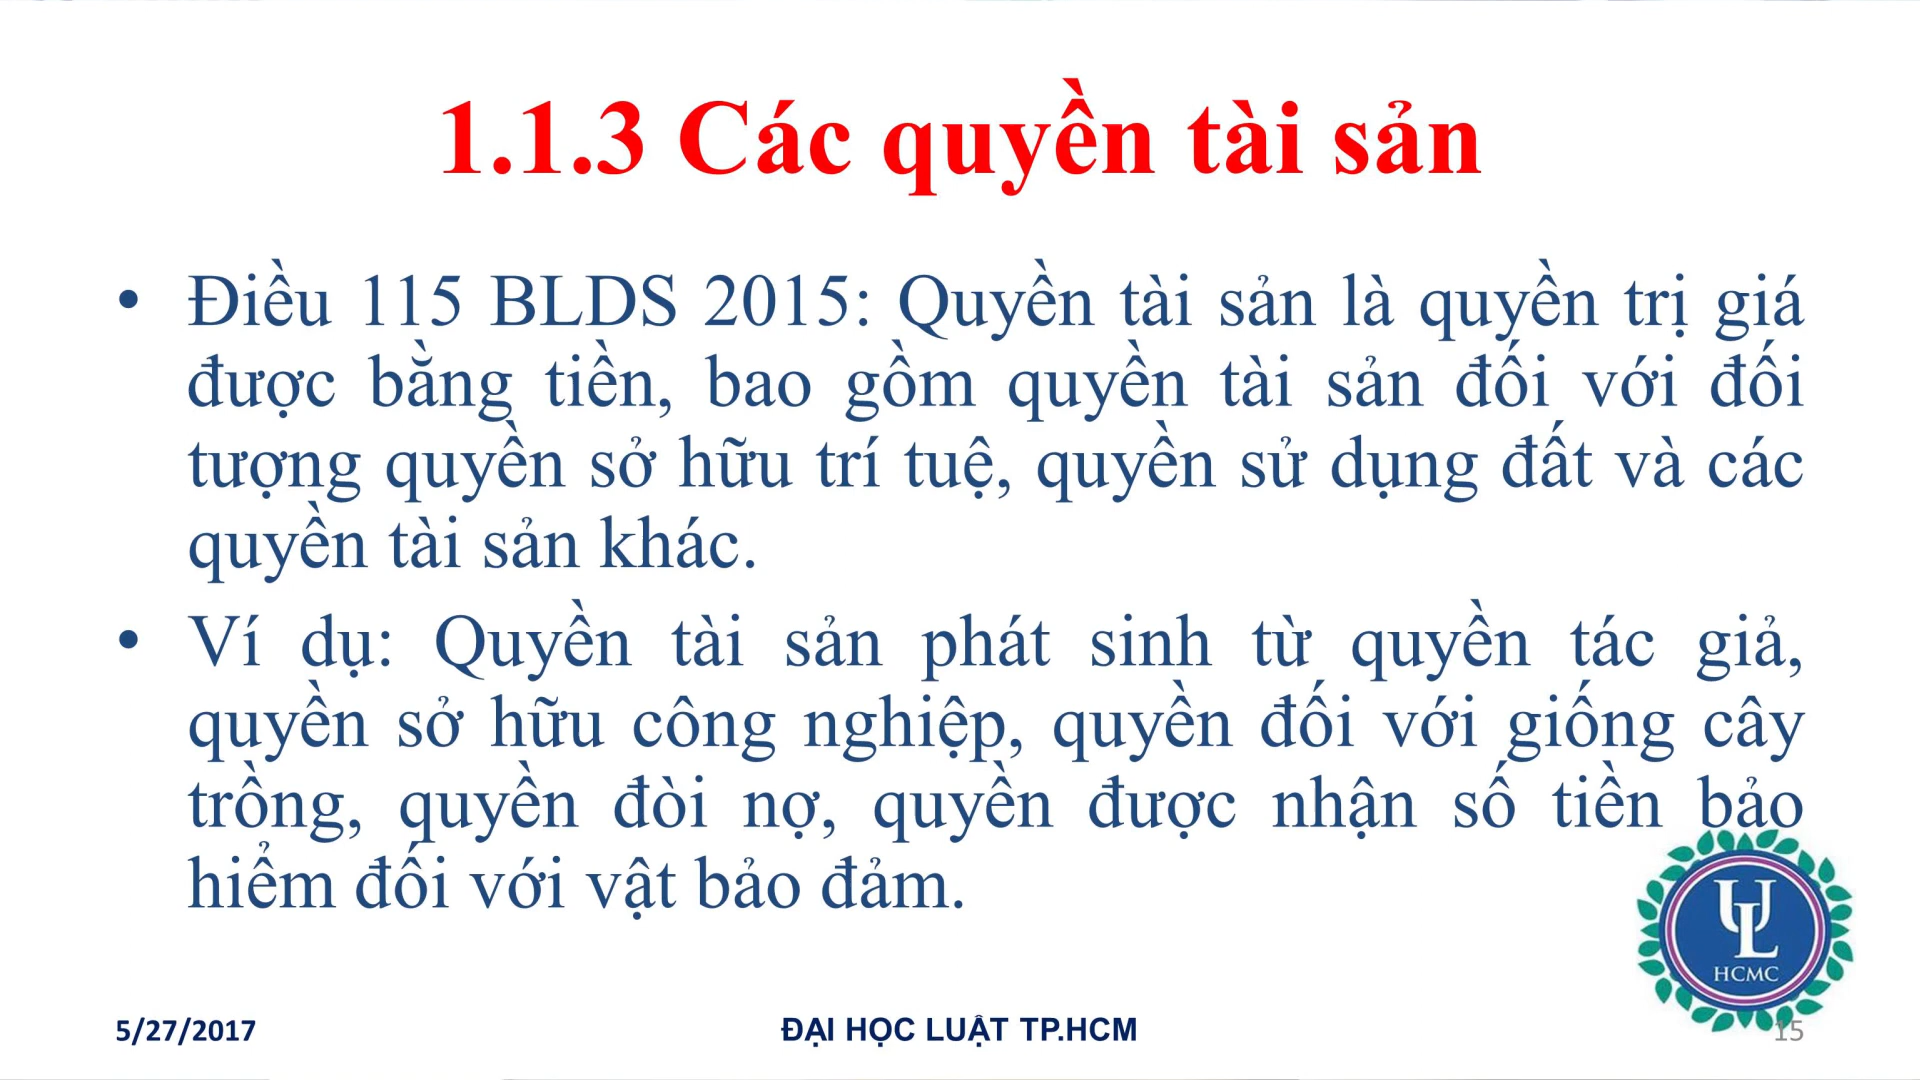 1.1.3 Các quyền tài sản
• Điều 115 BLDS 2015: Quyền tài sản là quyền trị giá
được bằng tiền, bao gồm quyền tài sản đối với đối
tượng quyền sở hữu trí tuệ, quyền sử dụng đất và các
quyền tài sản khác.
• Ví dụ: Quyền tài sản phát sinh từ quyền tác giả,
quyền sở hữu công nghiệp, quyền đối với giống cây
trồng, quyền đòi nợ, quyền được nhận số tiền bảo
hiểm đối với vật bảo đảm.
UL
HCMC
5/27/2017
ĐẠI HỌC LUẬT TP.HCM
15